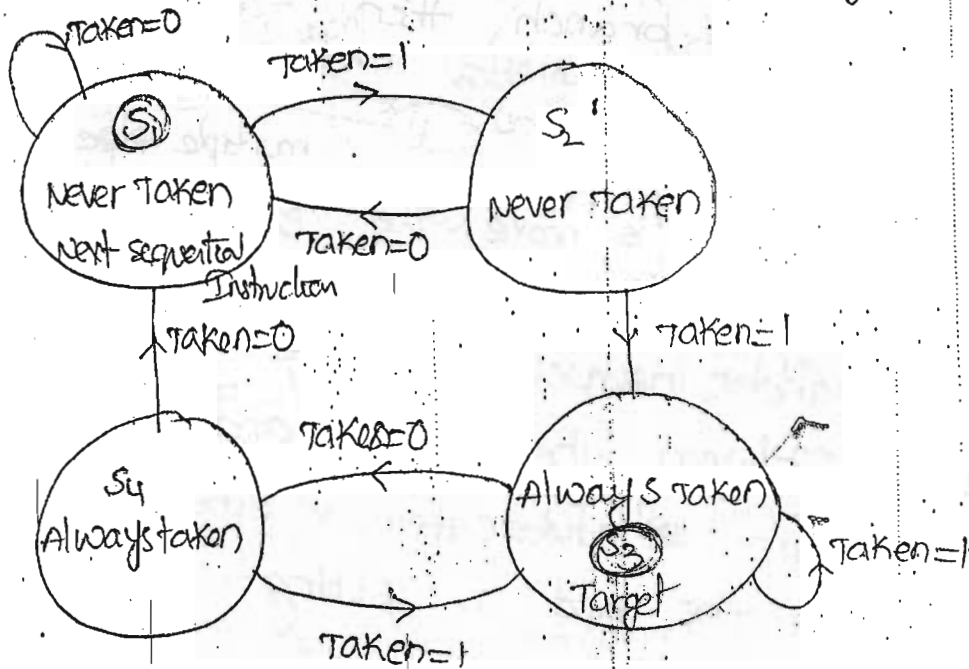 Taken=0
Taken=1
S1
S2
Never Taken
Next sequential
Instruction
Never Taken
Taken=0
Taken=0
Taken=1
Taken=0
S4
Always taken
Always Taken
S3
Target
Taken=1
Taken=1